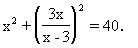 x² + (3x / x - 3)² = 40.